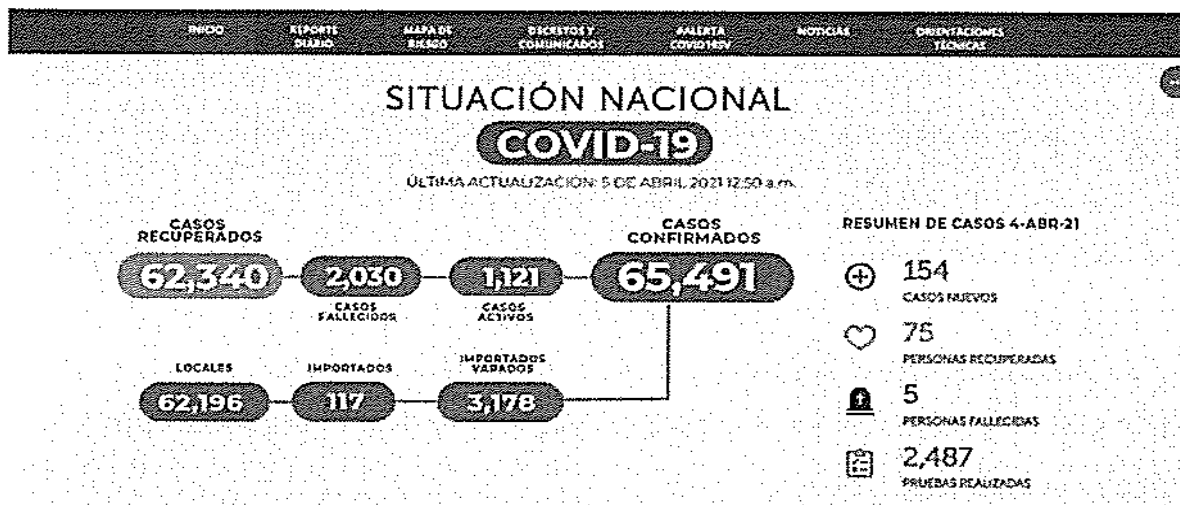 INICIO
REPORTE DIARIO
MAPA DE RIESGO
DECRETOS Y COMUNICADOS
#ALERTA COVID19SV
NOTICIAS
ORIENTACIONES TÉCNICAS
SITUACIÓN NACIONAL
COVID-19
ÚLTIMA ACTUALIZACIÓN: 5 DE ABRIL 2021 12:50 a.m.
CASOS
RECUPERADOS
62,340
2,030
CASOS
FALLECIDOS
1,121
CASOS
ACTIVOS
CASOS
CONFIRMADOS
65,491
LOCALES
62,196
IMPORTADOS
117
IMPORTADOS
VARADOS
3,178
RESUMEN DE CASOS 4-ABR-21
154
CASOS NUEVOS
75
PERSONAS RECUPERADAS
5
PERSONAS FALLECIDAS
2,487
PRUEBAS REALIZADAS